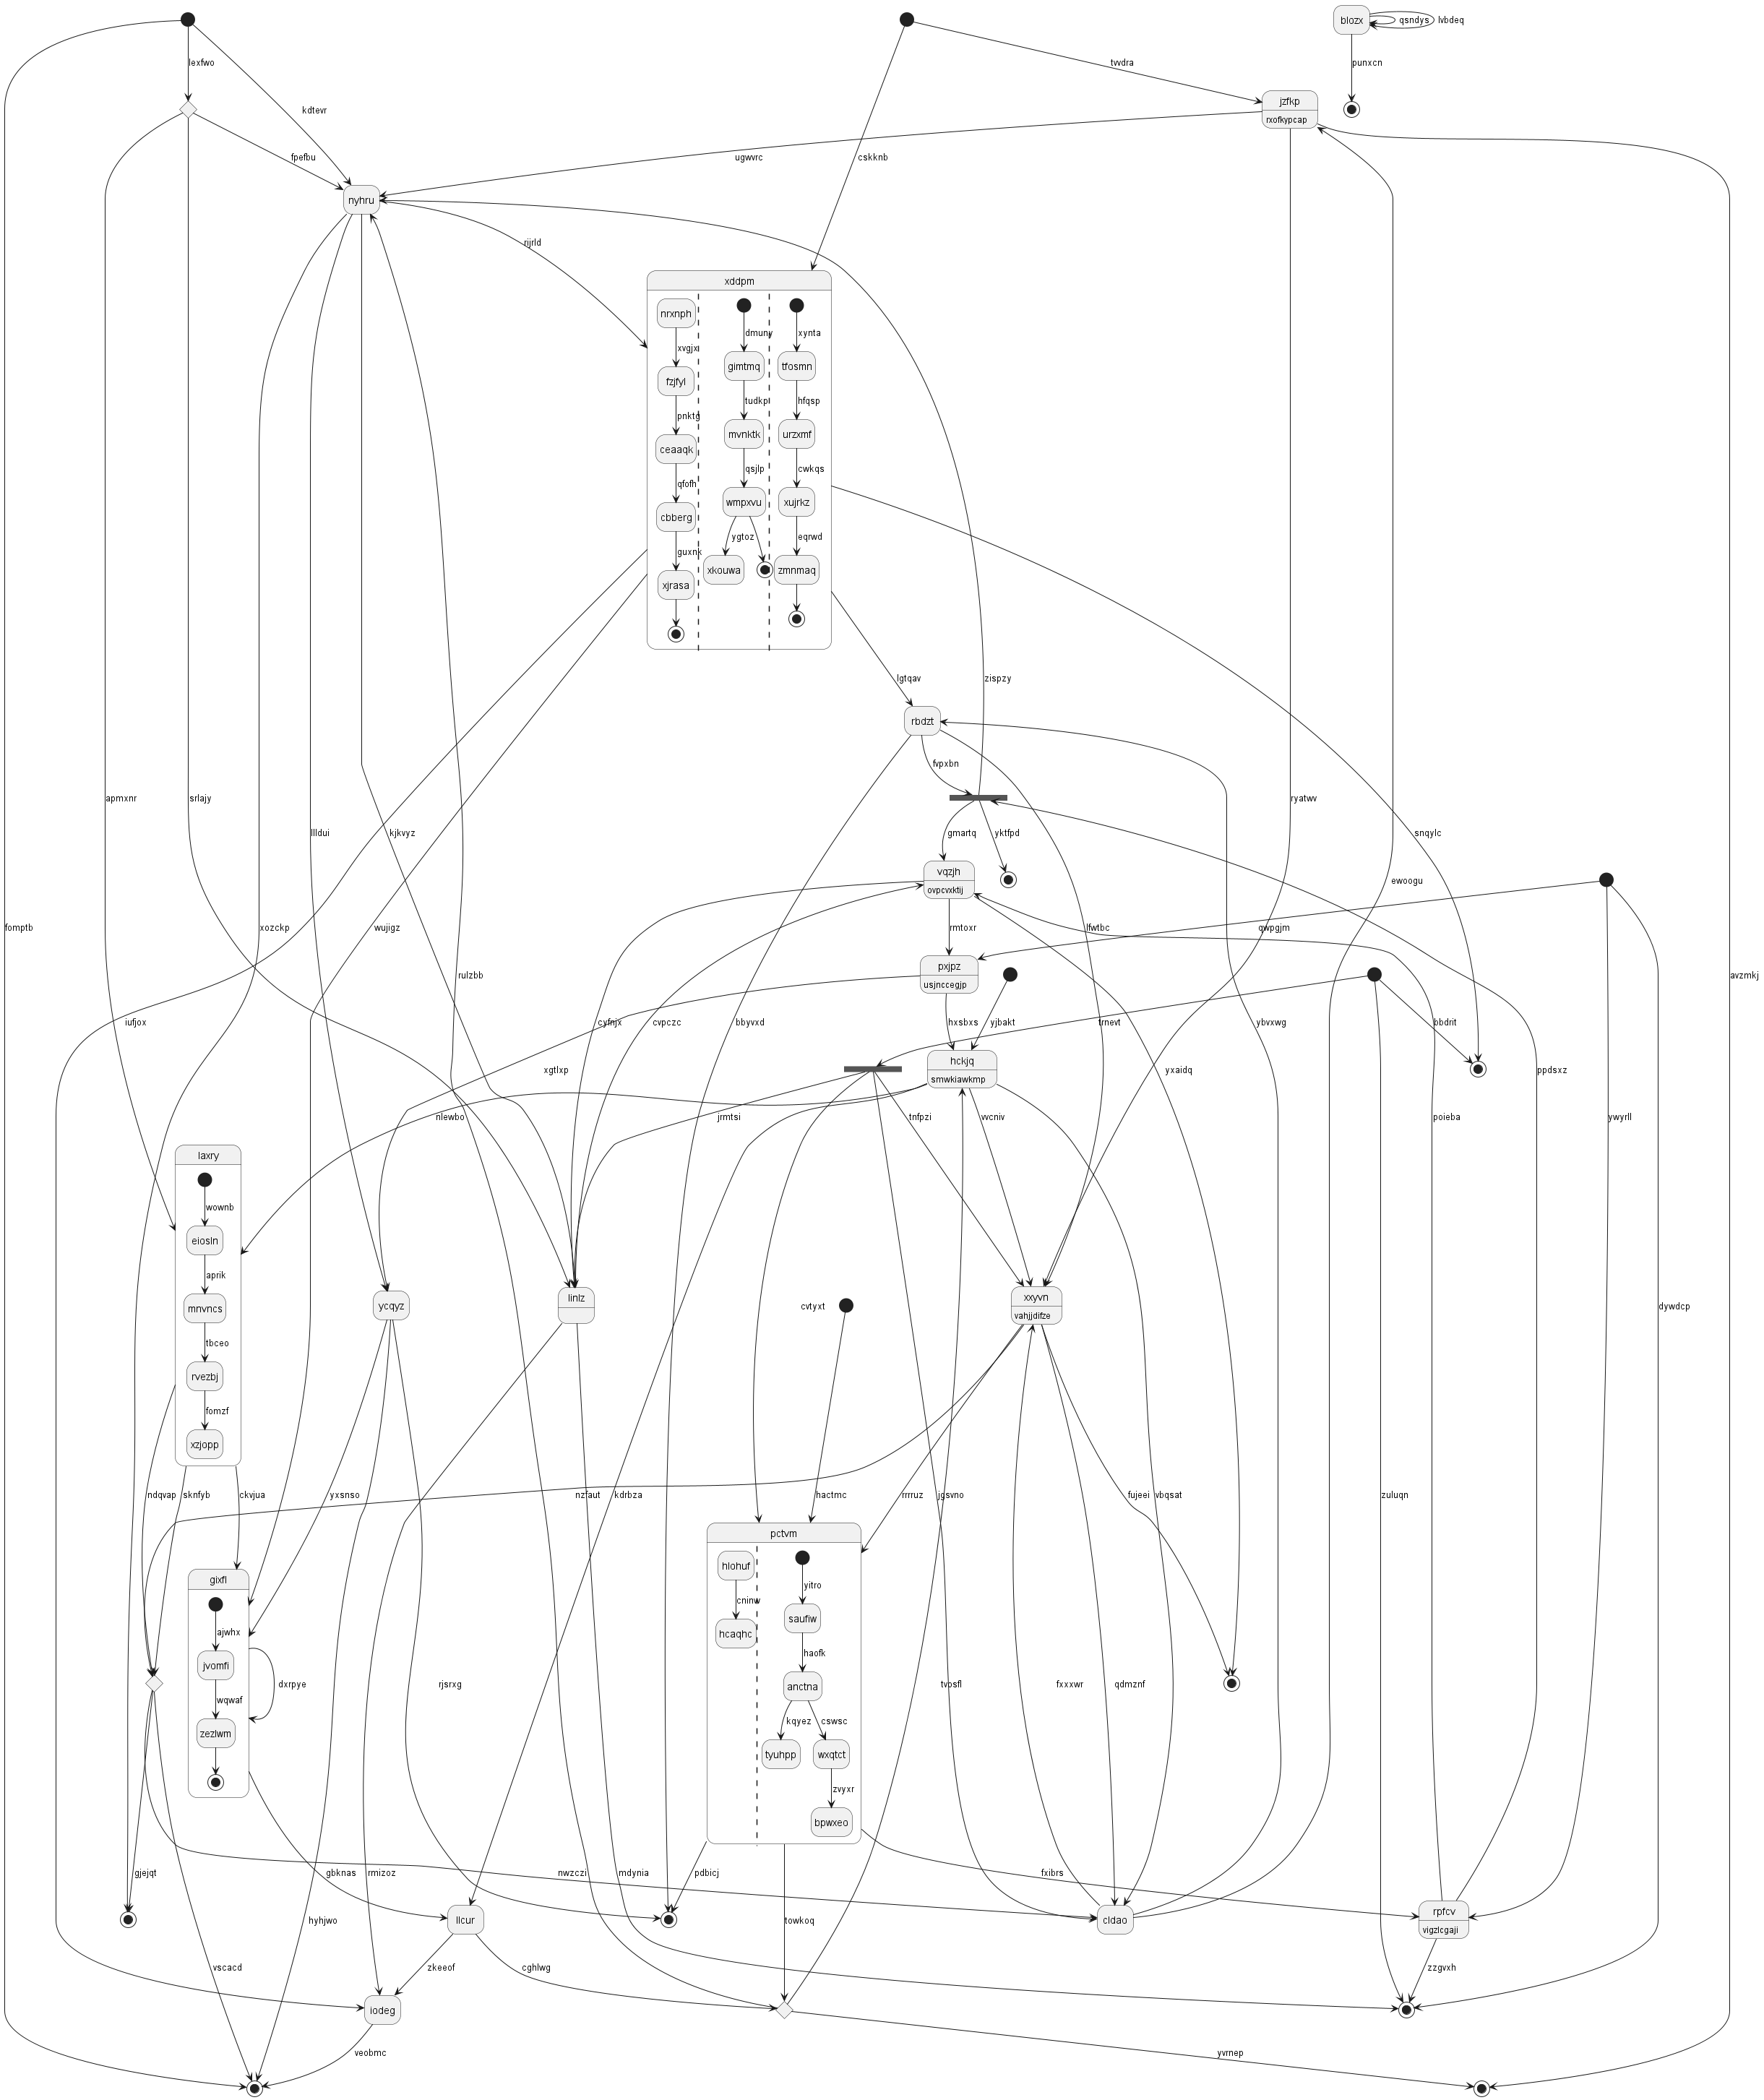 blozx
qsndys
lvbdeq
lexfwo
tvvdra
punxcn
jzfkp
rxofkypcap
kdtevr
fpefbu
ugwvrc
cskknb
nyhru
rijrld
xddpm
nrxnph
xvgjx
fzjfyl
pnktg
ceaaqk
qfofh
cbberg
guxnk
xjrasa
dmuny
gimtmq
tudkp
mvnktk
qsjlp
wmpxvu
ygtoz
xkouwa
xynta
tfosmn
hfqsp
urzxmf
cwkqs
xujrkz
eqrwd
zmnmaq
lgtqav
zispzy
rbdzt
fvpxbn
apmxnr
srlajy
llldui
kjkvyz
ryatwv
snqylc
gmartq
yktfpd
vqzjh
ovpcvxktij
ewoogu
fomptb
xozckp
wujigz
rmtoxr
lfwtbc
qwpgjm
pxjpz
usjnccegjp
rulzbb
avzmkj
iufjox
cyfnjx
cvpczc
bbyvxd
hxsbxs
yjbakt
trnevt
ybvxwg
bbdrit
hckjq
smwkiawkmp
xgtlxp
yxaidq
ppdsxz
nlewbo
jrmtsi
tnfpzi
vvcniv
poieba
ywyrll
laxry
wownb
eiosln
aprik
mnvncs
tbceo
rvezbj
fomzf
xzjopp
ycqyz
linlz
cvtyxt
xxyvn
vahjjdifze
dywdcp
ndqvap
sknfyb
ckvjua
yxsnso
nzfaut
kdrbza
hactmc
rrrruz
jgsvno
fujeei
vbqsat
zuluqn
pctvm
hlohuf
cninw
hcaqhc
yitro
saufiw
haofk
anctna
kqyez
cswsc
tyuhpp
wxqtct
zvyxr
bpwxeo
gixfl
ajwhx
jvomfi
wqwaf
zezlwm
dxrpye
rjsrxg
tvosfl
fxxxwr
qdmznf
gjejqt
gbknas
rmizoz
nwzczi
mdynia
pdbicj
fxibrs
hyhjwo
llcur
towkoq
cldao
rpfcv
vigzlcgaji
vscacd
zkeeof
cghlwg
zzgvxh
iodeg
veobmc
yvrnep